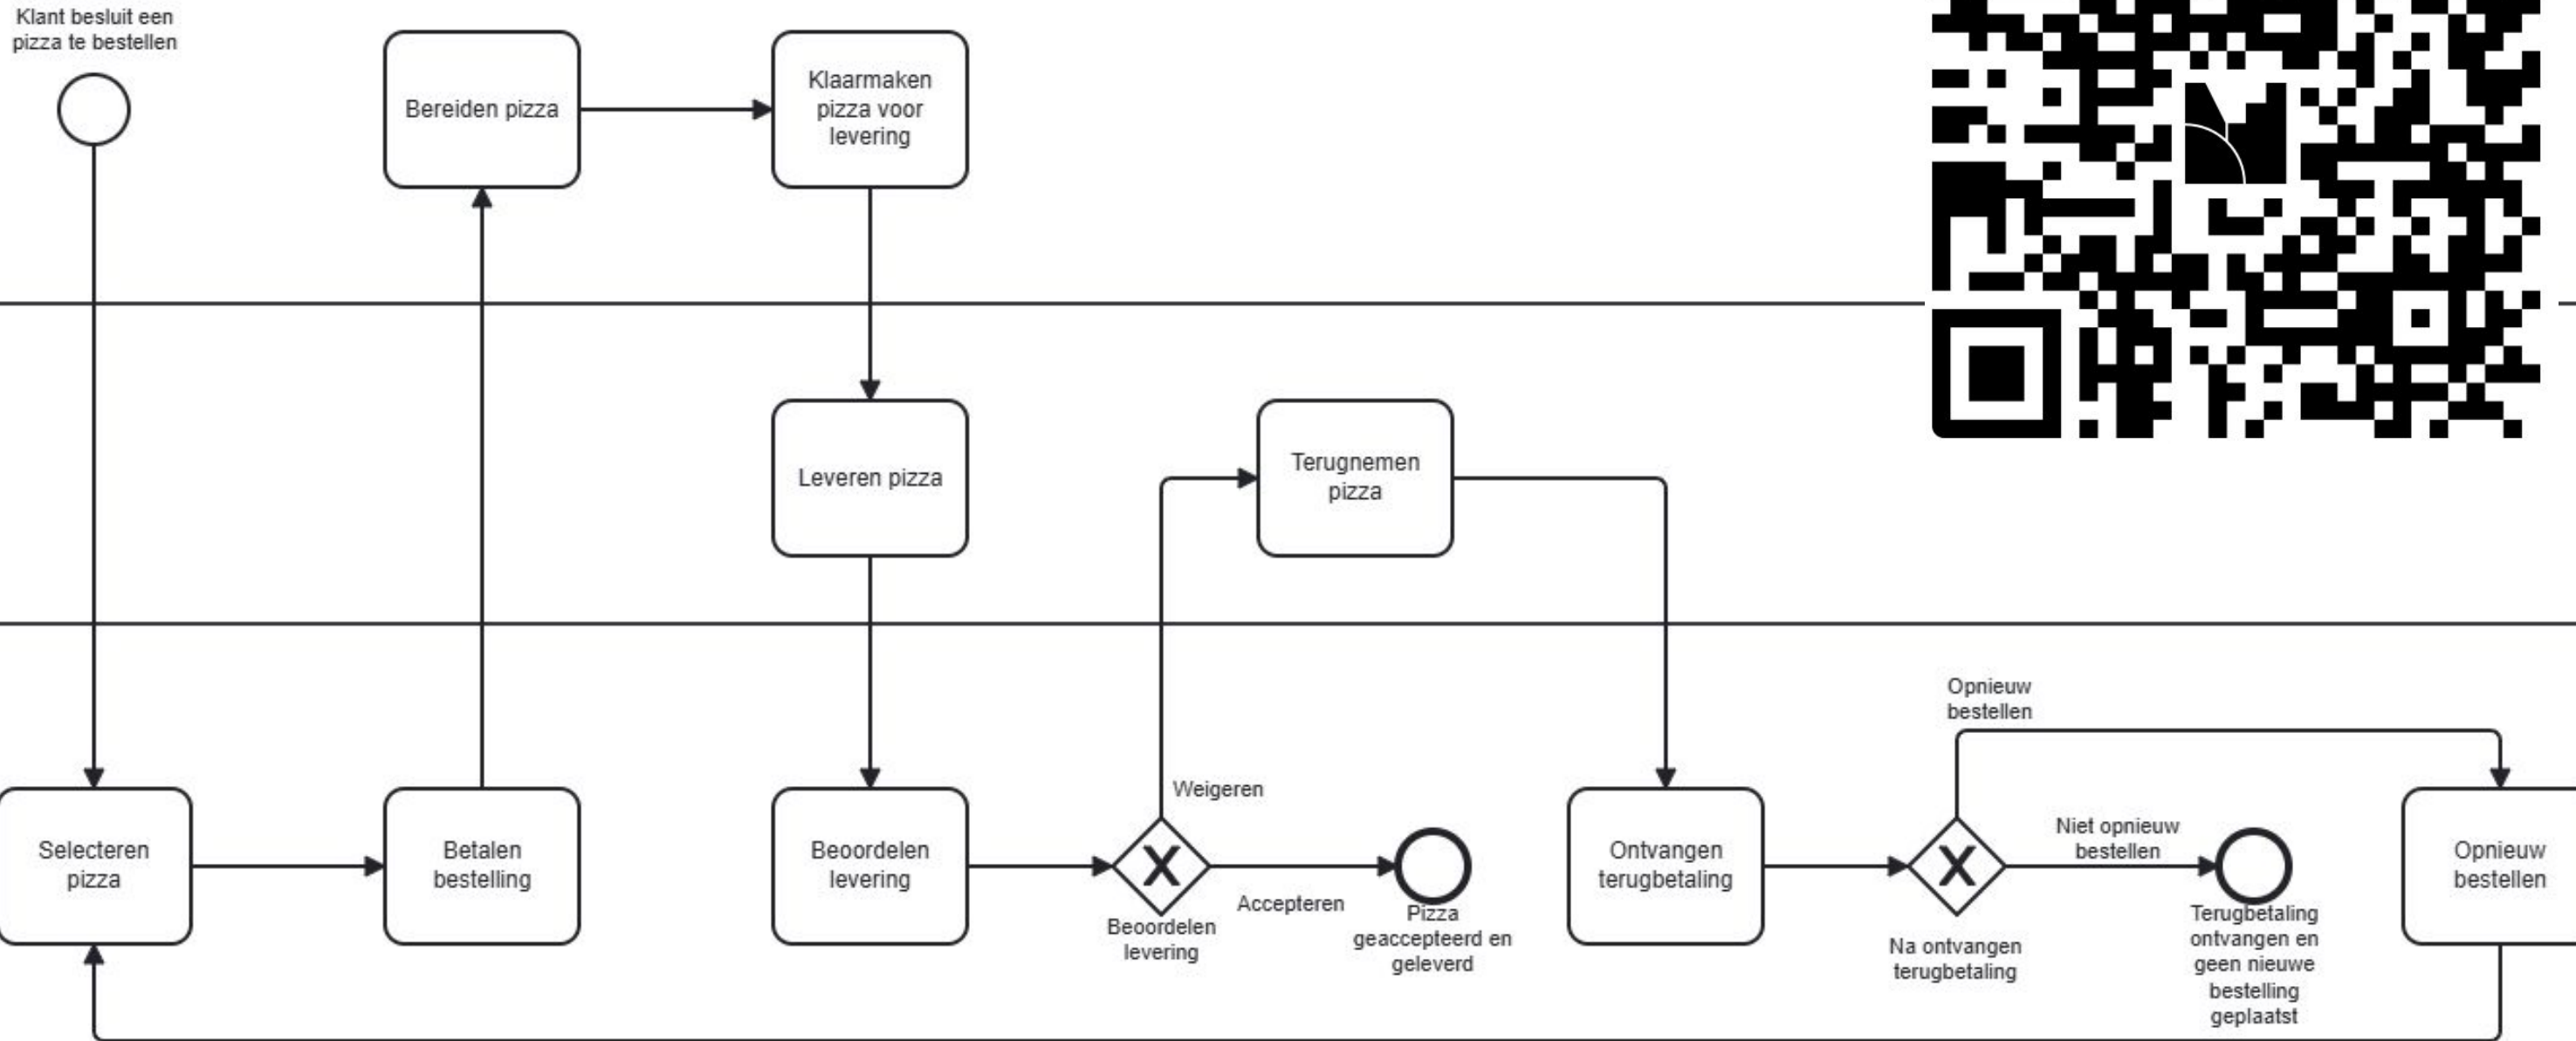 Klant besluit een
pizza te bestellen
Bereiden pizza
Klaarmaken
pizza voor
levering
Leveren pizza
Terugnemen
pizza
Opnieuw
bestellen
Weigeren
Selecteren
pizza
Betalen
bestelling
Beoordelen
levering
X
Beoordelen
levering
Accepteren
Pizza
geaccepteerd en
geleverd
Ontvangen
terugbetaling
X
Na ontvangen
terugbetaling
Niet opnieuw
bestellen
Terugbetaling
ontvangen en
geen nieuwe
bestelling
geplaatst
Opnieuw
bestellen